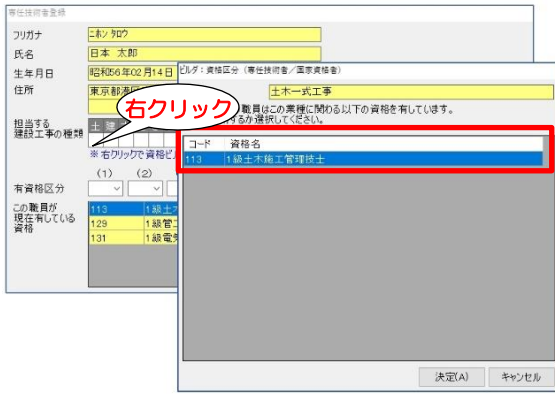 専任技術者登録
フリガナ
ニホン タロウ
氏名
日本 太郎
生年月日
昭和56年02月14日
住所
東京都港
担当する
建設工事の種類
土 建
※右クリックで資格ビル
(1) (2)
有資格区分
この職員が
現在有している
資格
113 1級土木
129 1級管工
131 1級電気
右クリック
ビルダ：資格区分（専任技術者／国家資格者）
土木一式工事
職員はこの業種に関わる以下の資格を有しています。
するか選択してください。
コード 資格名
113 1級土木施工管理技士
決定(A) キャンセル